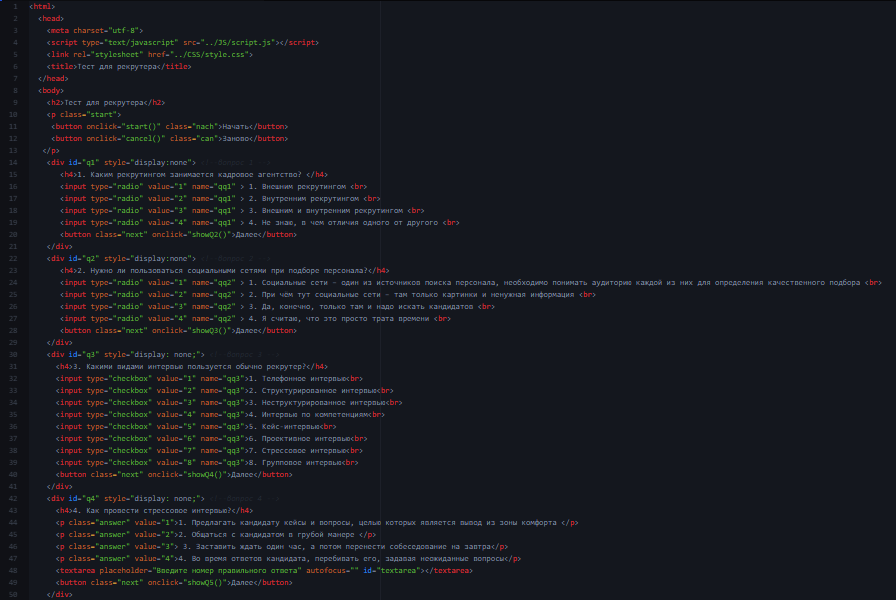 1 <html>
2 <head>
3 <meta charset="utf-8">
4 <script type="text/javascript" src="../JS/script.js"></script>
5 <link rel="stylesheet" href="../CSS/style.css">
6 <title>Тест для рекрутера</title>
7 </head>
8 <body>
9 <h2>Тест для рекрутера</h2>
10 <p class="start">
11 <button onclick="start()" class="nach">Начать</button>
12 <button onclick="cancel()" class="can">Заново</button>
13 </p>
14 <div id="q1" style="display:none">
15 <h4>1. Каким рекрутингом занимается кадровое агентство? </h4>
16 <input type="radio" value="1" name="qq1" > 1. Внешним рекрутингом <br>
17 <input type="radio" value="2" name="qq1" > 2. Внутренним рекрутингом <br>
18 <input type="radio" value="3" name="qq1" > 3. Внешним и внутренним рекрутингом <br>
19 <input type="radio" value="4" name="qq1" > 4. Не знаю, в чем отличия одного от другого <br>
20 <button class="next" onclick="showQ2()">Далее</button>
21 </div>
22 <div id="q2" style="display:none">
23 <h4>2. Нужно ли пользоваться социальными сетями при подборе персонала?</h4>
24 <input type="radio" value="1" name="qq2" > 1. Социальные сети - один из источников поиска персонала, необходимо понимать аудиторию каждой из них для определения качественного подбора <br>
25 <input type="radio" value="2" name="qq2" > 2. При чём тут социальные сети - там только картинки и ненужная информация <br>
26 <input type="radio" value="3" name="qq2" > 3. Да, конечно, только там и надо искать кандидатов <br>
27 <input type="radio" value="4" name="qq2" > 4. Я считаю, что это просто трата времени <br>
28 <button class="next" onclick="showQ3()">Далее</button>
29 </div>
30 <div id="q3" style="display: none;">
31 <h4>3. Какими видами интервью пользуется обычно рекрутер?</h4>
32 <input type="checkbox" value="1" name="qq3">1. Телефонное интервью<br>
33 <input type="checkbox" value="2" name="qq3">2. Структурированное интервью<br>
34 <input type="checkbox" value="3" name="qq3">3. Неструктурированное интервью<br>
35 <input type="checkbox" value="4" name="qq3">4. Интервью по компетенциям<br>
36 <input type="checkbox" value="5" name="qq3">5. Кейс-интервью<br>
37 <input type="checkbox" value="6" name="qq3">6. Проективное интервью<br>
38 <input type="checkbox" value="7" name="qq3">7. Стрессовое интервью<br>
39 <input type="checkbox" value="8" name="qq3">8. Групповое интервью<br>
40 <button class="next" onclick="showQ4()">Далее</button>
41 </div>
42 <div id="q4" style="display: none;">
43 <h4>4. Как провести стрессовое интервью?</h4>
44 <p class="answer" value="1">1. Предлагать кандидату кейсы и вопросы, целью которых является вывод из зоны комфорта </p>
45 <p class="answer" value="2">2. Общаться с кандидатом в грубой манере </p>
46 <p class="answer" value="3"> 3. Заставить ждать один час, а потом перенести собеседование на завтра</p>
47 <p class="answer" value="4">4. Во время ответов кандидата, перебивать его, задавая неожиданные вопросы</p>
48 <textarea placeholder="Введите номер правильного ответа" autofocus="" id="textarea"></textarea>
49 <button class="next" onclick="showQ5()">Далее</button>
50 </div>